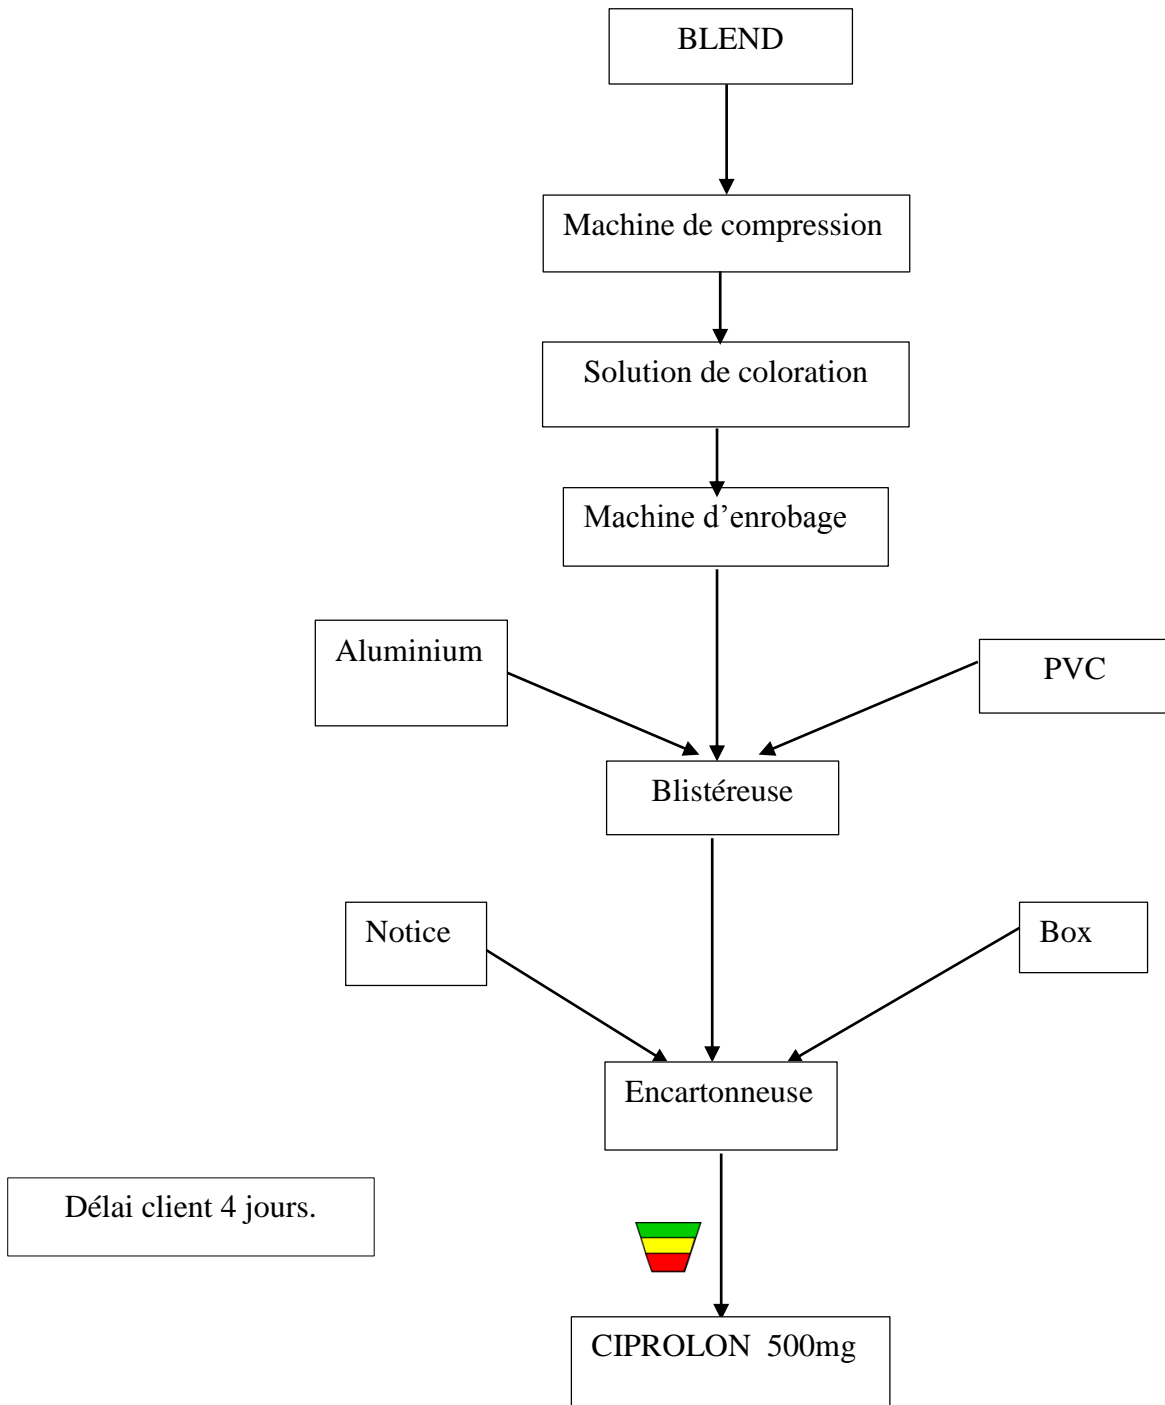 BLEND
Machine de compression
Solution de coloration
Machine d’enrobage
Aluminium
PVC
Blistéreuse
Notice
Box
Encartonneuse
Délai client 4 jours.
CIPROLON 500mg